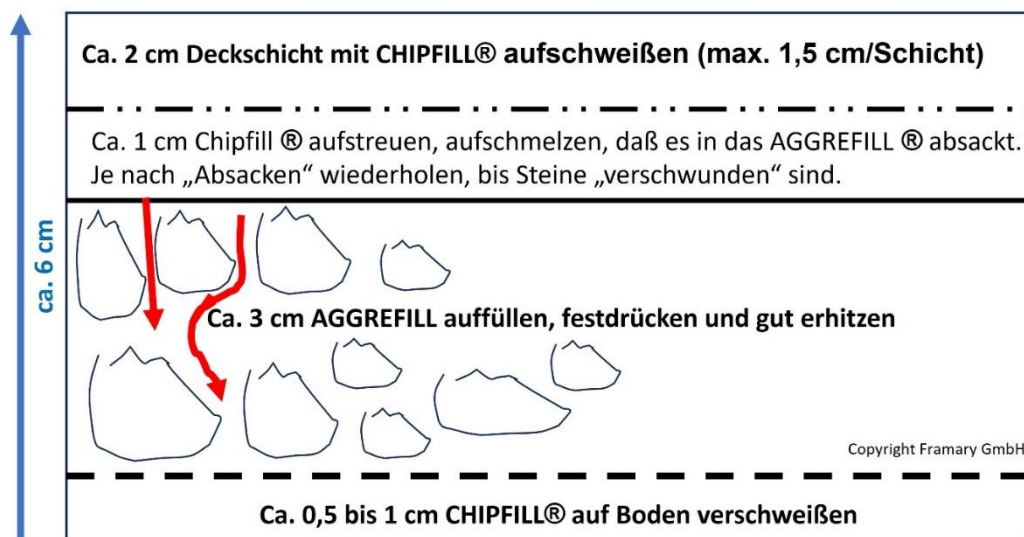 Ca. 2 cm Deckschicht mit CHIPFILL® aufschweißen (max. 1,5 cm/Schicht)
Ca. 1 cm Chipfill ® aufstreuen, aufschmelzen, daß es in das AGGREFILL ® absackt.
Je nach „Absacken“ wiederholen, bis Steine „verschwunden“ sind.
ca. 6 cm
Ca. 3 cm AGGREFILL auffüllen, festdrücken und gut erhitzen
Copyright Framary GmbH
Ca. 0,5 bis 1 cm CHIPFILL® auf Boden verschweißen